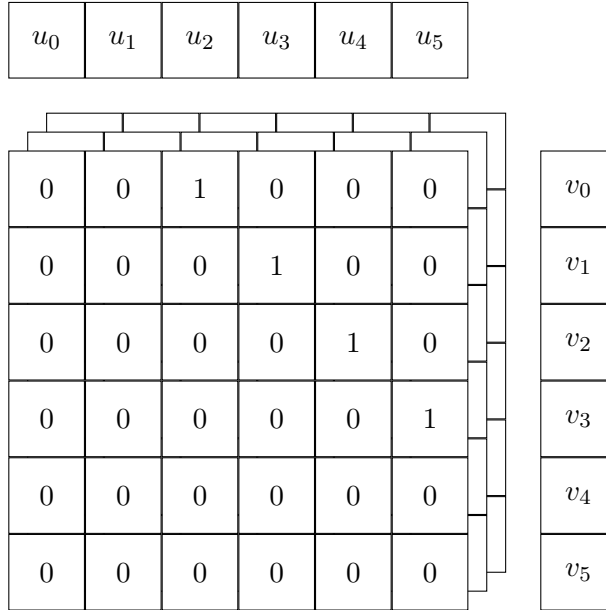 u₀ u₁ u₂ u₃ u₄ u₅
0 0 1 0 0 0 v₀
0 0 0 1 0 0 v₁
0 0 0 0 1 0 v₂
0 0 0 0 0 1 v₃
0 0 0 0 0 0 v₄
0 0 0 0 0 0 v₅